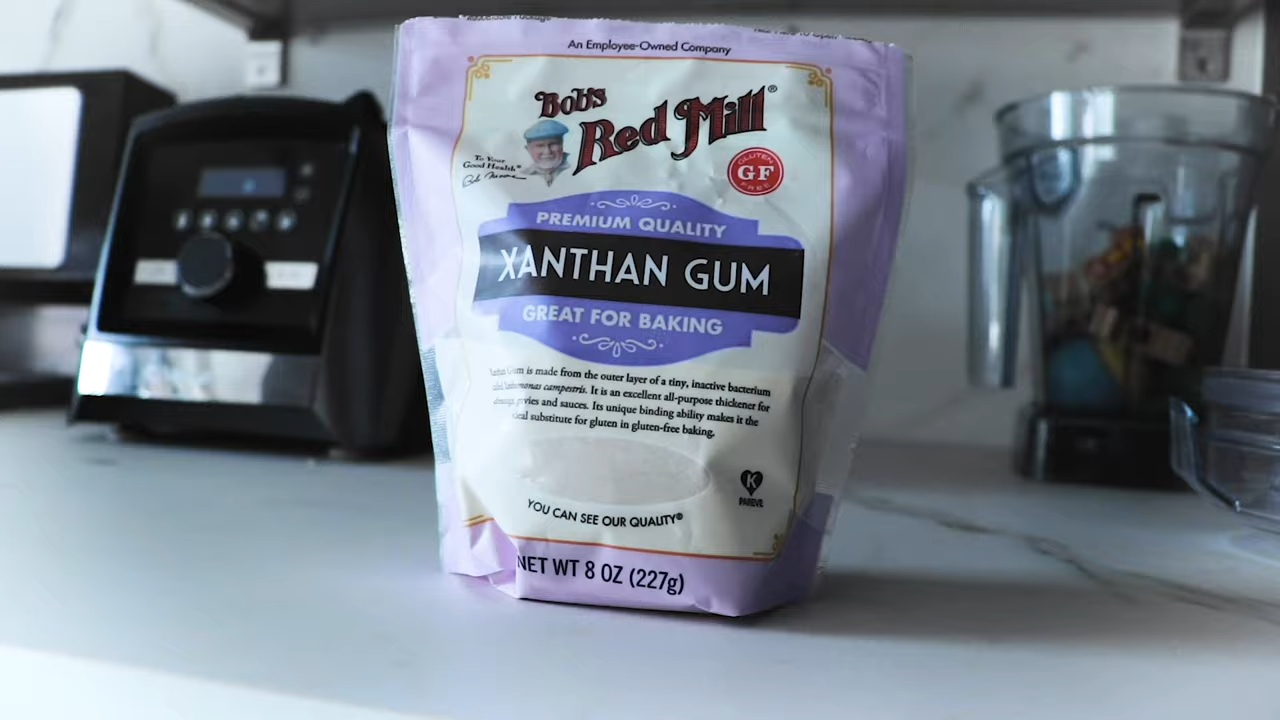 An Employee-Owned Company
Bob's
Red Mill®
To Your
Good Health®
Bob Moore
GLUTEN
GF
FREE
PREMIUM QUALITY
XANTHAN GUM
GREAT FOR BAKING
Gum is made from the outer layer of a tiny, inactive bacterium
campestris. It is an excellent all-purpose thickener for
and sauces. Its unique binding ability makes it the
substitute for gluten in gluten-free baking.
K
PAREVE
YOU CAN SEE OUR QUALITY®
NET WT 8 OZ (227g)